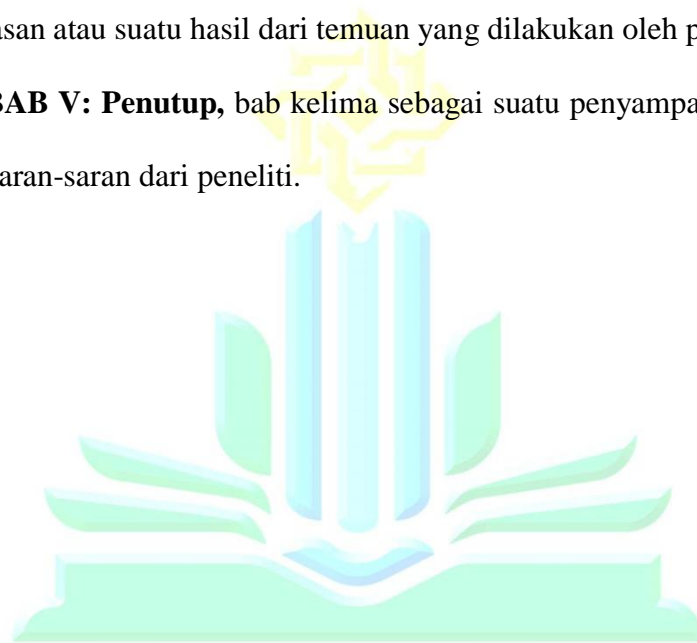 asan atau suatu hasil dari temuan yang dilakukan oleh p
BAB V: Penutup, bab kelima sebagai suatu penyampa
aran-saran dari peneliti.